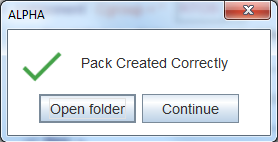 ALPHA
Pack Created Correctly
Open folder Continue